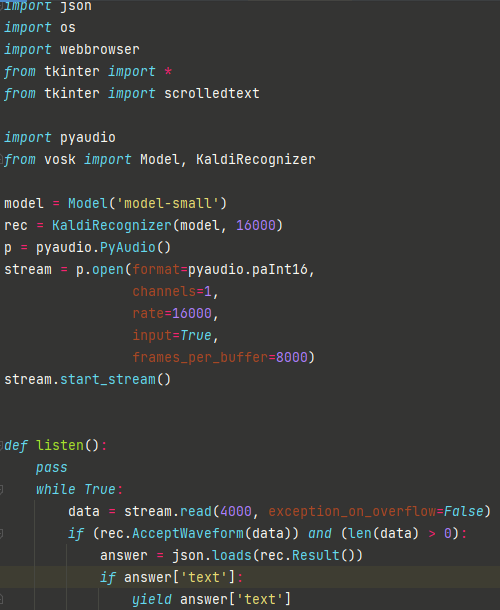 import json
import os
import webbrowser
from tkinter import *
from tkinter import scrolledtext

import pyaudio
from vosk import Model, KaldiRecognizer

model = Model('model-small')
rec = KaldiRecognizer(model, 16000)
p = pyaudio.PyAudio()
stream = p.open(format=pyaudio.paInt16,
                channels=1,
                rate=16000,
                input=True,
                frames_per_buffer=8000)
stream.start_stream()


def listen():
    pass
    while True:
        data = stream.read(4000, exception_on_overflow=False)
        if (rec.AcceptWaveform(data)) and (len(data) > 0):
            answer = json.loads(rec.Result())
            if answer['text']:
                yield answer['text']